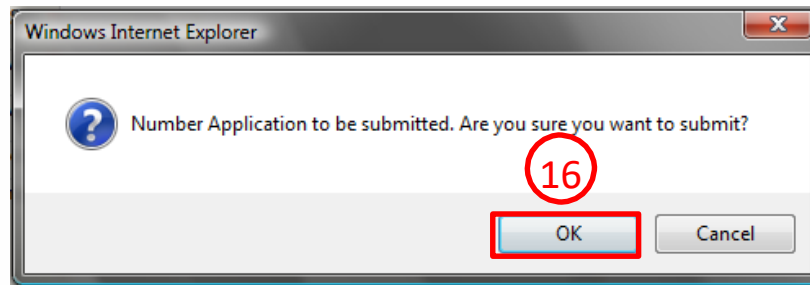 Windows Internet Explorer
Number Application to be submitted. Are you sure you want to submit?
16
OK Cancel